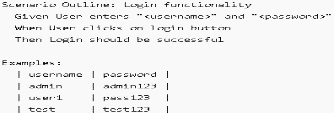 Scenario Outline: Login functionality
Given User enters "<username>" and "<password>"
When User clicks on login button
Then Login should be successful
Examples:
| username | password |
| admin | admin123 |
| user1 | pass123 |
| test | test123 |